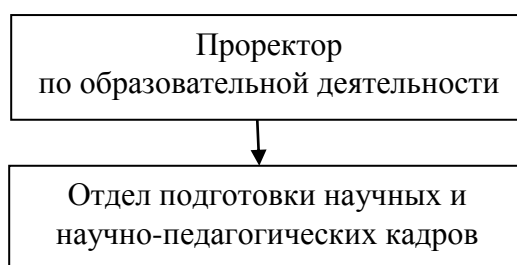 Проректор
по образовательной деятельности
Отдел подготовки научных и
научно-педагогических кадров